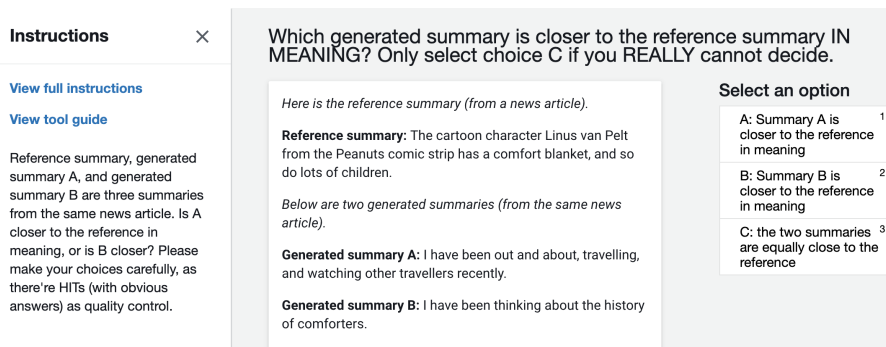 Instructions
View full instructions
View tool guide
Reference summary, generated
summary A, and generated
summary B are three summaries
from the same news article. Is A
closer to the reference in
meaning, or is B closer? Please
make your choices carefully, as
there're HITs (with obvious
answers) as quality control.
Which generated summary is closer to the reference summary IN
MEANING? Only select choice C if you REALLY cannot decide.
Here is the reference summary (from a news article).
Reference summary: The cartoon character Linus van Pelt
from the Peanuts comic strip has a comfort blanket, and so
do lots of children.
Below are two generated summaries (from the same news
article).
Generated summary A: I have been out and about, travelling,
and watching other travellers recently.
Generated summary B: I have been thinking about the history
of comforters.
Select an option
A: Summary A is 1
closer to the reference
in meaning
B: Summary B is 2
closer to the reference
in meaning
C: the two summaries 3
are equally close to the
reference